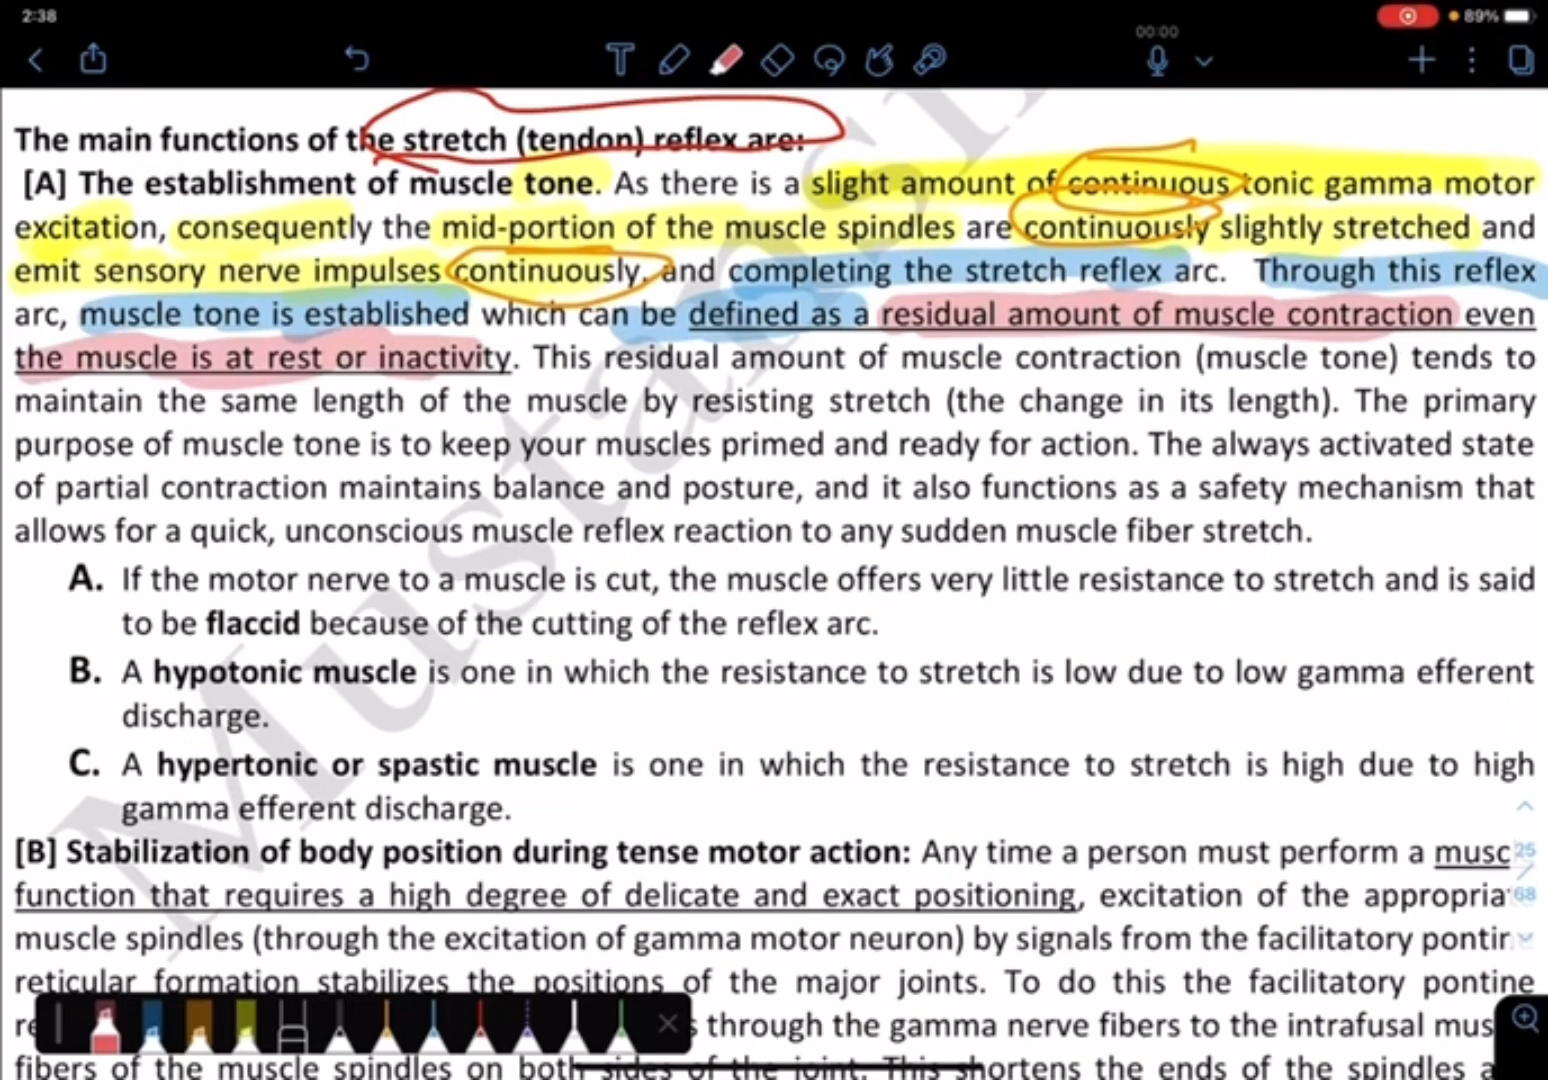 2:38
89%
00:00
The main functions of the stretch (tendon) reflex are:
[A] The establishment of muscle tone. As there is a slight amount of continuous tonic gamma motor
excitation, consequently the mid-portion of the muscle spindles are continuously slightly stretched and
emit sensory nerve impulses continuously, and completing the stretch reflex arc. Through this reflex
arc, muscle tone is established which can be defined as a residual amount of muscle contraction even
the muscle is at rest or inactivity. This residual amount of muscle contraction (muscle tone) tends to
maintain the same length of the muscle by resisting stretch (the change in its length). The primary
purpose of muscle tone is to keep your muscles primed and ready for action. The always activated state
of partial contraction maintains balance and posture, and it also functions as a safety mechanism that
allows for a quick, unconscious muscle reflex reaction to any sudden muscle fiber stretch.
A. If the motor nerve to a muscle is cut, the muscle offers very little resistance to stretch and is said
to be flaccid because of the cutting of the reflex arc.
B. A hypotonic muscle is one in which the resistance to stretch is low due to low gamma efferent
discharge.
C. A hypertonic or spastic muscle is one in which the resistance to stretch is high due to high
gamma efferent discharge.
[B] Stabilization of body position during tense motor action: Any time a person must perform a musc
25
function that requires a high degree of delicate and exact positioning, excitation of the appropria
68
muscle spindles (through the excitation of gamma motor neuron) by signals from the facilitatory pontin
reticular formation stabilizes the positions of the major joints. To do this the facilitatory pontine
through the gamma nerve fibers to the intrafusal mus
fibers of the muscle spindles on both sides of the joint. This shortens the ends of the spindles a